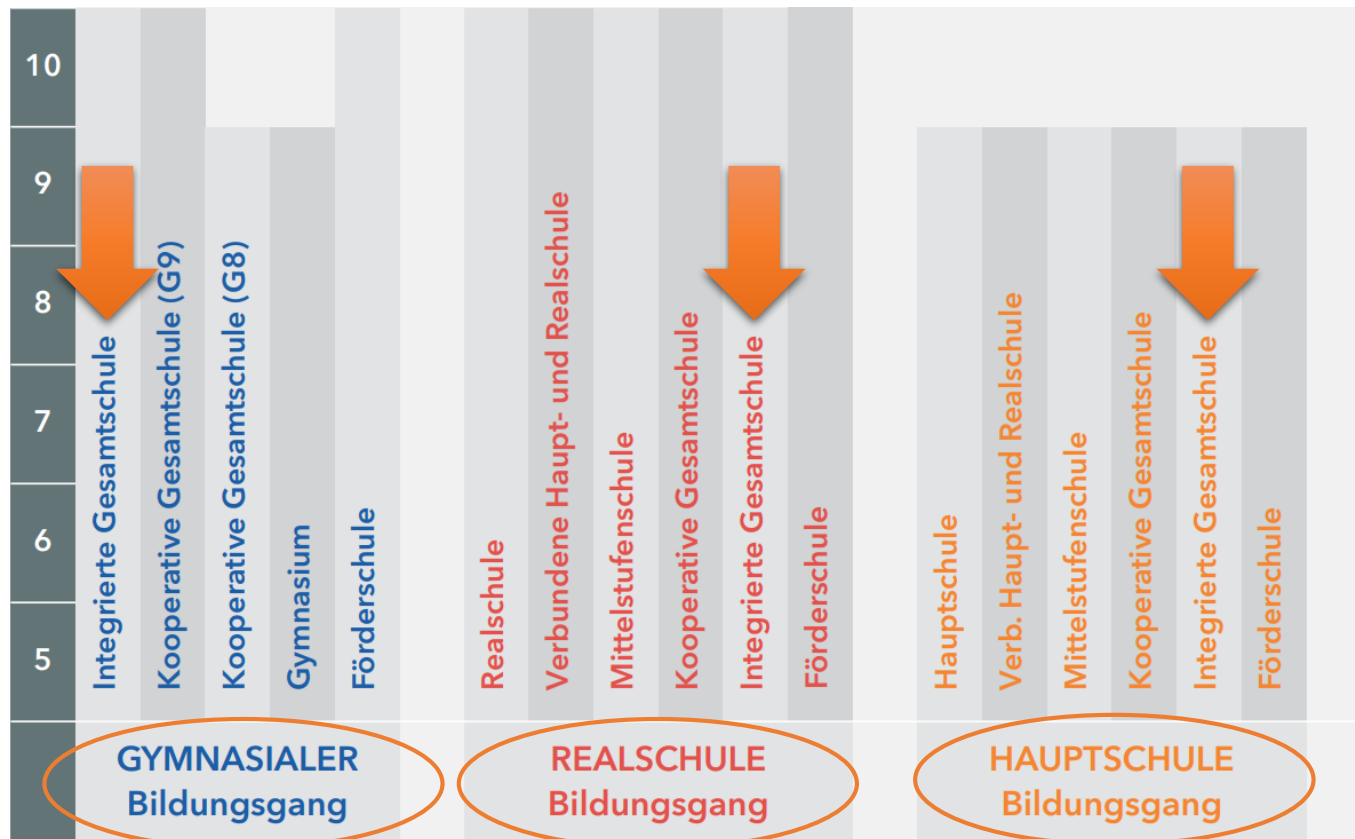 10
9
8
7
6
5
Integrierte Gesamtschule
Kooperative Gesamtschule (G9)
Kooperative Gesamtschule (G8)
Gymnasium
Förderschule
Realschule
Verbundene Haupt- und Realschule
Mittelstufenschule
Kooperative Gesamtschule
Integrierte Gesamtschule
Förderschule
Hauptschule
Verb. Haupt- und Realschule
Mittelstufenschule
Kooperative Gesamtschule
Integrierte Gesamtschule
Förderschule
GYMNASIALER
Bildungsgang
REALSCHULE
Bildungsgang
HAUPTSCHULE
Bildungsgang